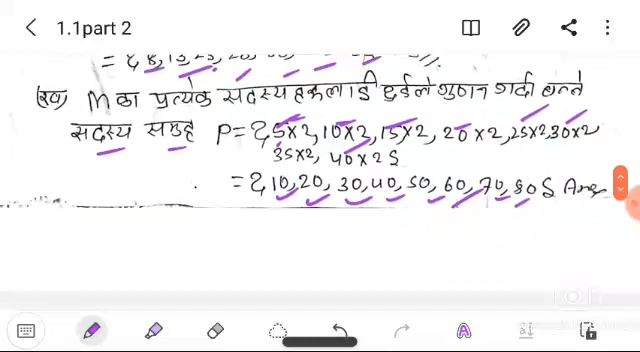 1.1part 2
(ख) M का प्रत्येक सदस्यहरूलाई दुईले गुणन गर्दा बन्ने
सदस्य समूह P={5×2,10×2,15×2,20×2,25×2,30×2,
35×2, 40×2}
={10,20,30,40,50,60,70,80} Ans